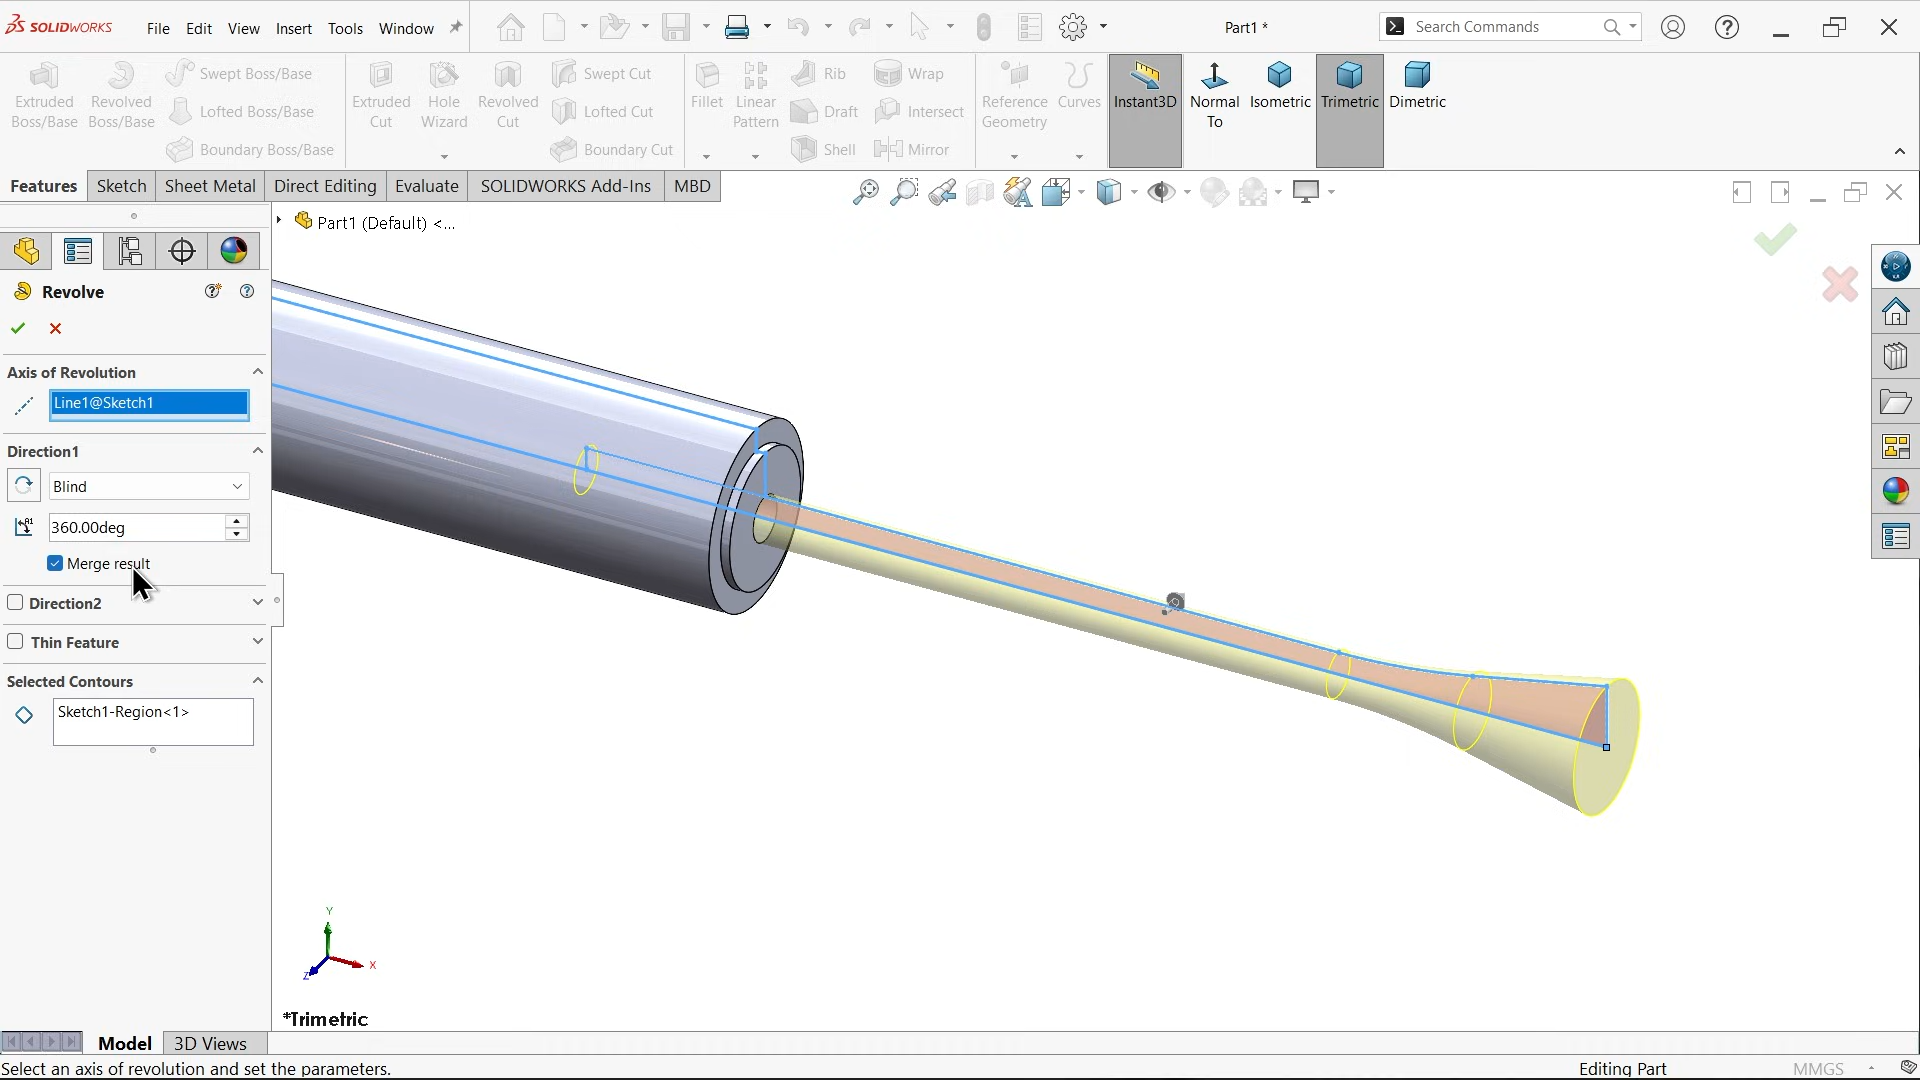 SOLIDWORKS File Edit View Insert Tools Window Part1 * Search Commands
Extruded Boss/Base
Revolved Boss/Base
Swept Boss/Base
Lofted Boss/Base
Boundary Boss/Base
Extruded Cut
Hole Wizard
Revolved Cut
Swept Cut
Lofted Cut
Boundary Cut
Fillet
Linear Pattern
Rib
Draft
Shell
Wrap
Intersect
Mirror
Reference Geometry
Curves
Instant3D
Normal To
Isometric
Trimetric
Dimetric
Features Sketch Sheet Metal Direct Editing Evaluate SOLIDWORKS Add-Ins MBD
Part1 (Default) <...
Revolve
Axis of Revolution
Line1@Sketch1
Direction1
Blind
360.00deg
Merge result
Direction2
Thin Feature
Selected Contours
Sketch1-Region<1>
Y
X
Z
*Trimetric
Model 3D Views
Select an axis of revolution and set the parameters. Editing Part MMGS